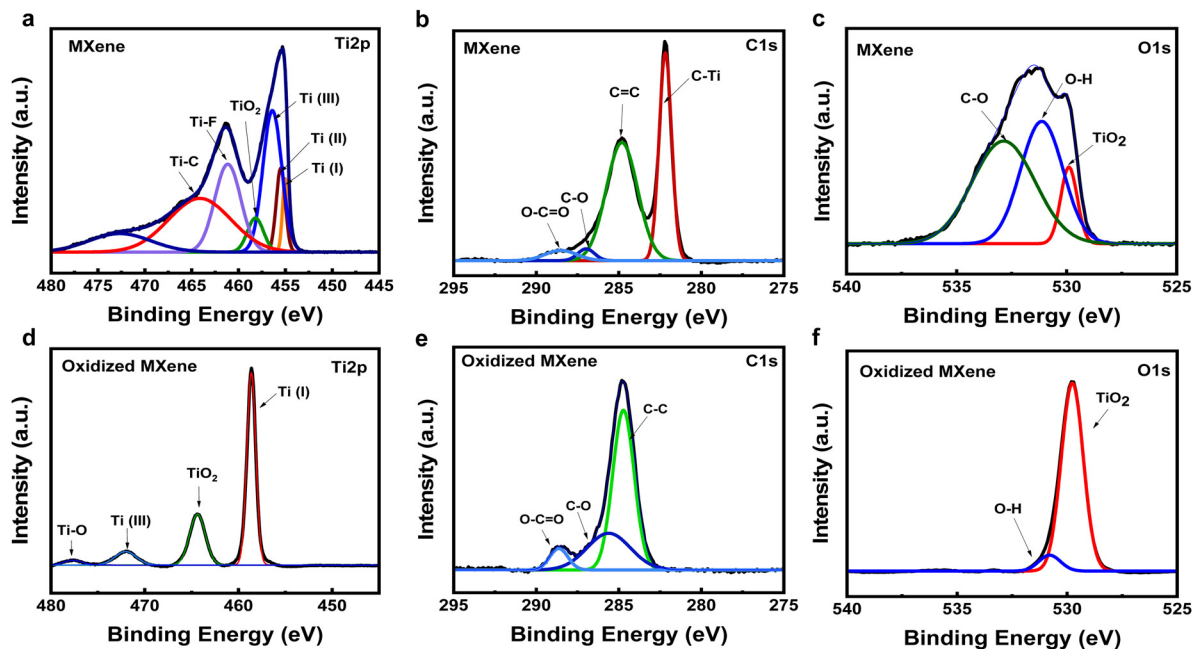 a
MXene
Ti2p
TiO2
Ti (III)
Ti-F
Ti (II)
Ti-C
Ti (I)
Intensity (a.u.)
480 475 470 465 460 455 450 445
Binding Energy (eV)
b
MXene
C1s
C-Ti
C=C
C-O
O-C=O
Intensity (a.u.)
295 290 285 280 275
Binding Energy (eV)
c
MXene
O1s
O-H
C-O
TiO2
Intensity (a.u.)
540 535 530 525
Binding Energy (eV)
d
Oxidized MXene
Ti2p
Ti (I)
TiO2
Ti (III)
Ti-O
Intensity (a.u.)
480 470 460 450
Binding Energy (eV)
e
Oxidized MXene
C1s
C-C
C-O
O-C=O
Intensity (a.u.)
295 290 285 280 275
Binding Energy (eV)
f
Oxidized MXene
O1s
TiO2
O-H
Intensity (a.u.)
540 535 530 525
Binding Energy (eV)